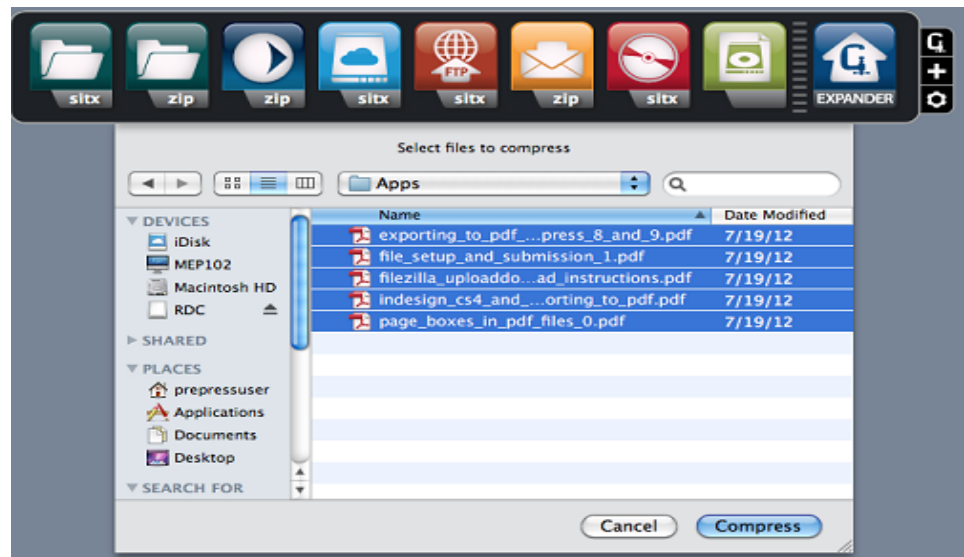 sitx zip zip sitx FTP sitx zip sitx EXPANDER
Select files to compress
Apps
Name Date Modified
DEVICES
iDisk
MEP102
Macintosh HD
RDC
SHARED
PLACES
prepressuser
Applications
Documents
Desktop
SEARCH FOR
exporting_to_pdf_...press_8_and_9.pdf 7/19/12
file_setup_and_submission_1.pdf 7/19/12
filezilla_uploaddo...ad_instructions.pdf 7/19/12
indesign_cs4_and_...orting_to_pdf.pdf 7/19/12
page_boxes_in_pdf_files_0.pdf 7/19/12
Cancel Compress